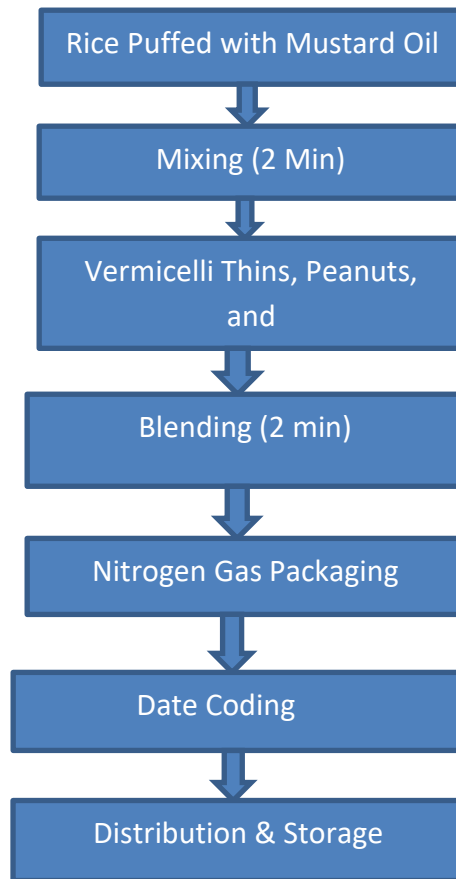 Rice Puffed with Mustard Oil
Mixing (2 Min)
Vermicelli Thins, Peanuts,
and
Blending (2 min)
Nitrogen Gas Packaging
Date Coding
Distribution & Storage